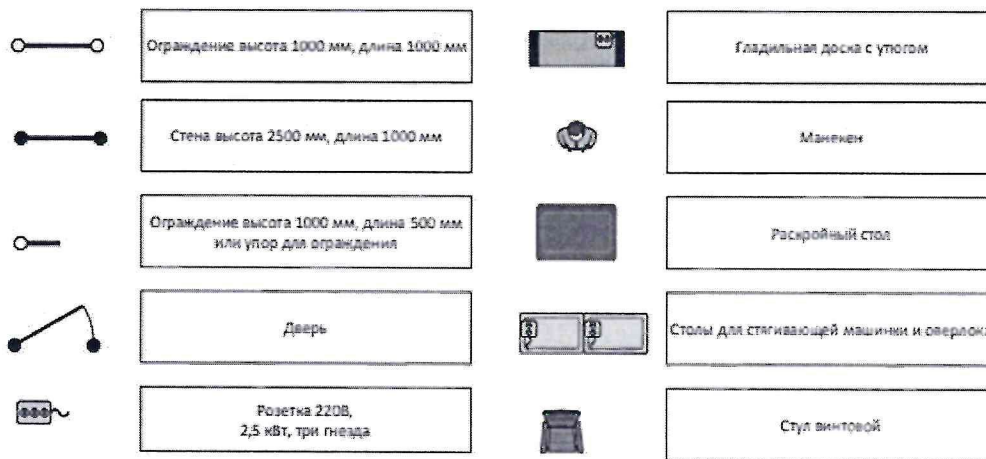 Ограждение высота 1000 мм, длина 1000 мм
Гладильная доска с утюгом
Стена высота 2500 мм, длина 1000 мм
Манекен
Ограждение высота 1000 мм, длина 500 мм
или упор для ограждения
Раскройный стол
Дверь
Столы для стягивающей машинки и оверлока
Розетка 220В,
2,5 кВт, три гнезда
Стул винтовой